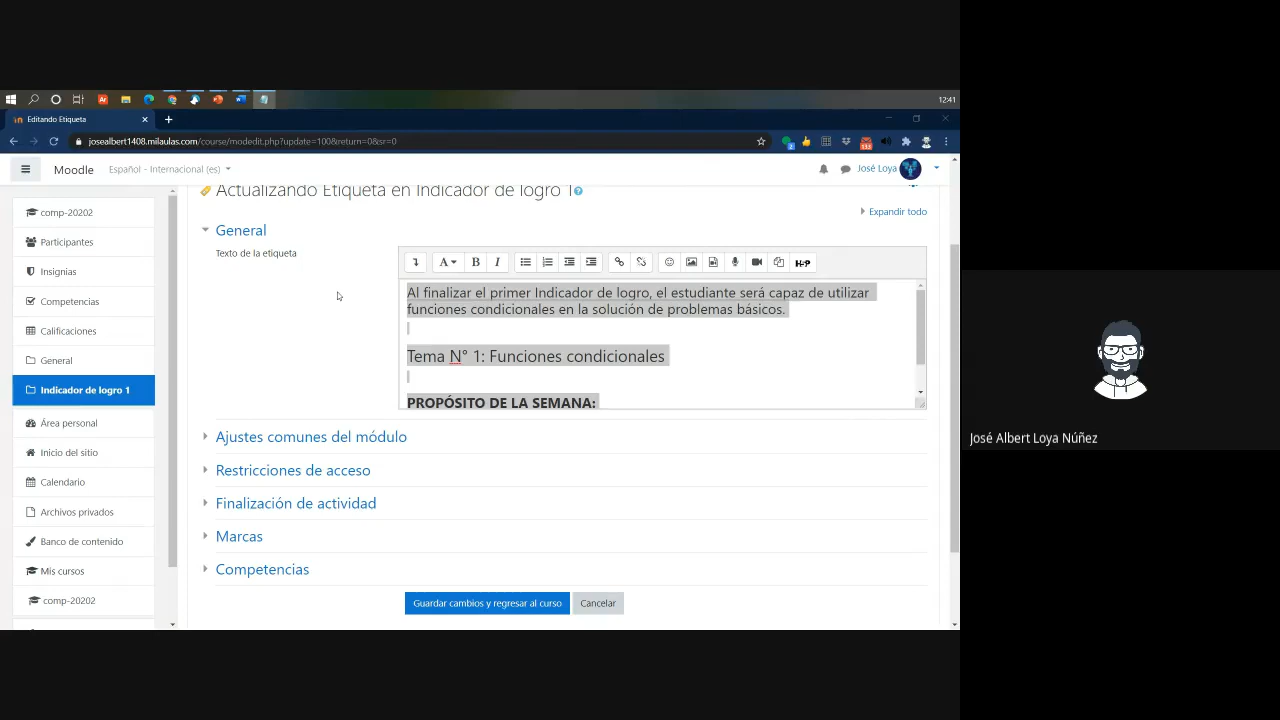 12:41
Editando Etiqueta
josealbert1408.milaulas.com/course/modedit.php?update=100&return=0&sr=0
Moodle
Español - Internacional (es)
José Loya
comp-20202
Participantes
Insignias
Competencias
Calificaciones
General
Indicador de logro 1
Área personal
Inicio del sitio
Calendario
Archivos privados
Banco de contenido
Mis cursos
comp-20202
Actualizando Etiqueta en Indicador de logro 1
Expandir todo
General
Texto de la etiqueta
A B I
H-P
Al finalizar el primer Indicador de logro, el estudiante será capaz de utilizar
funciones condicionales en la solución de problemas básicos.
Tema N° 1: Funciones condicionales
PROPÓSITO DE LA SEMANA:
Ajustes comunes del módulo
Restricciones de acceso
Finalización de actividad
Marcas
Competencias
Guardar cambios y regresar al curso
Cancelar
José Albert Loya Núñez